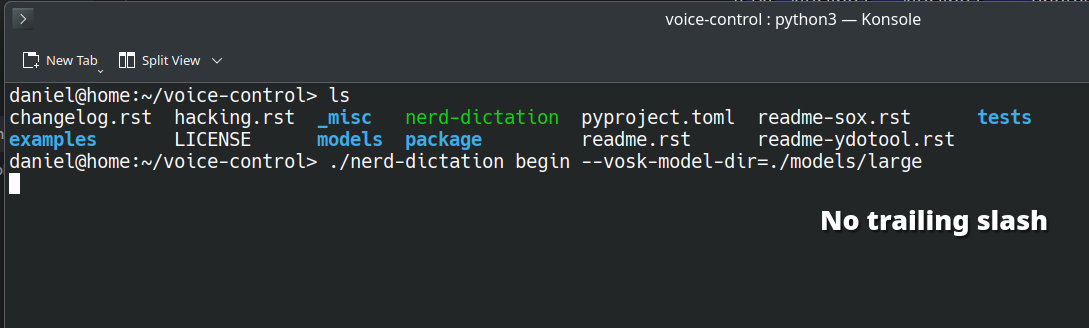 voice-control : python3 — Konsole
New Tab Split View
daniel@home:~/voice-control> ls
changelog.rst hacking.rst _misc nerd-dictation pyproject.toml readme-sox.rst tests
examples LICENSE models package readme.rst readme-ydotool.rst
daniel@home:~/voice-control> ./nerd-dictation begin --vosk-model-dir=./models/large
No trailing slash